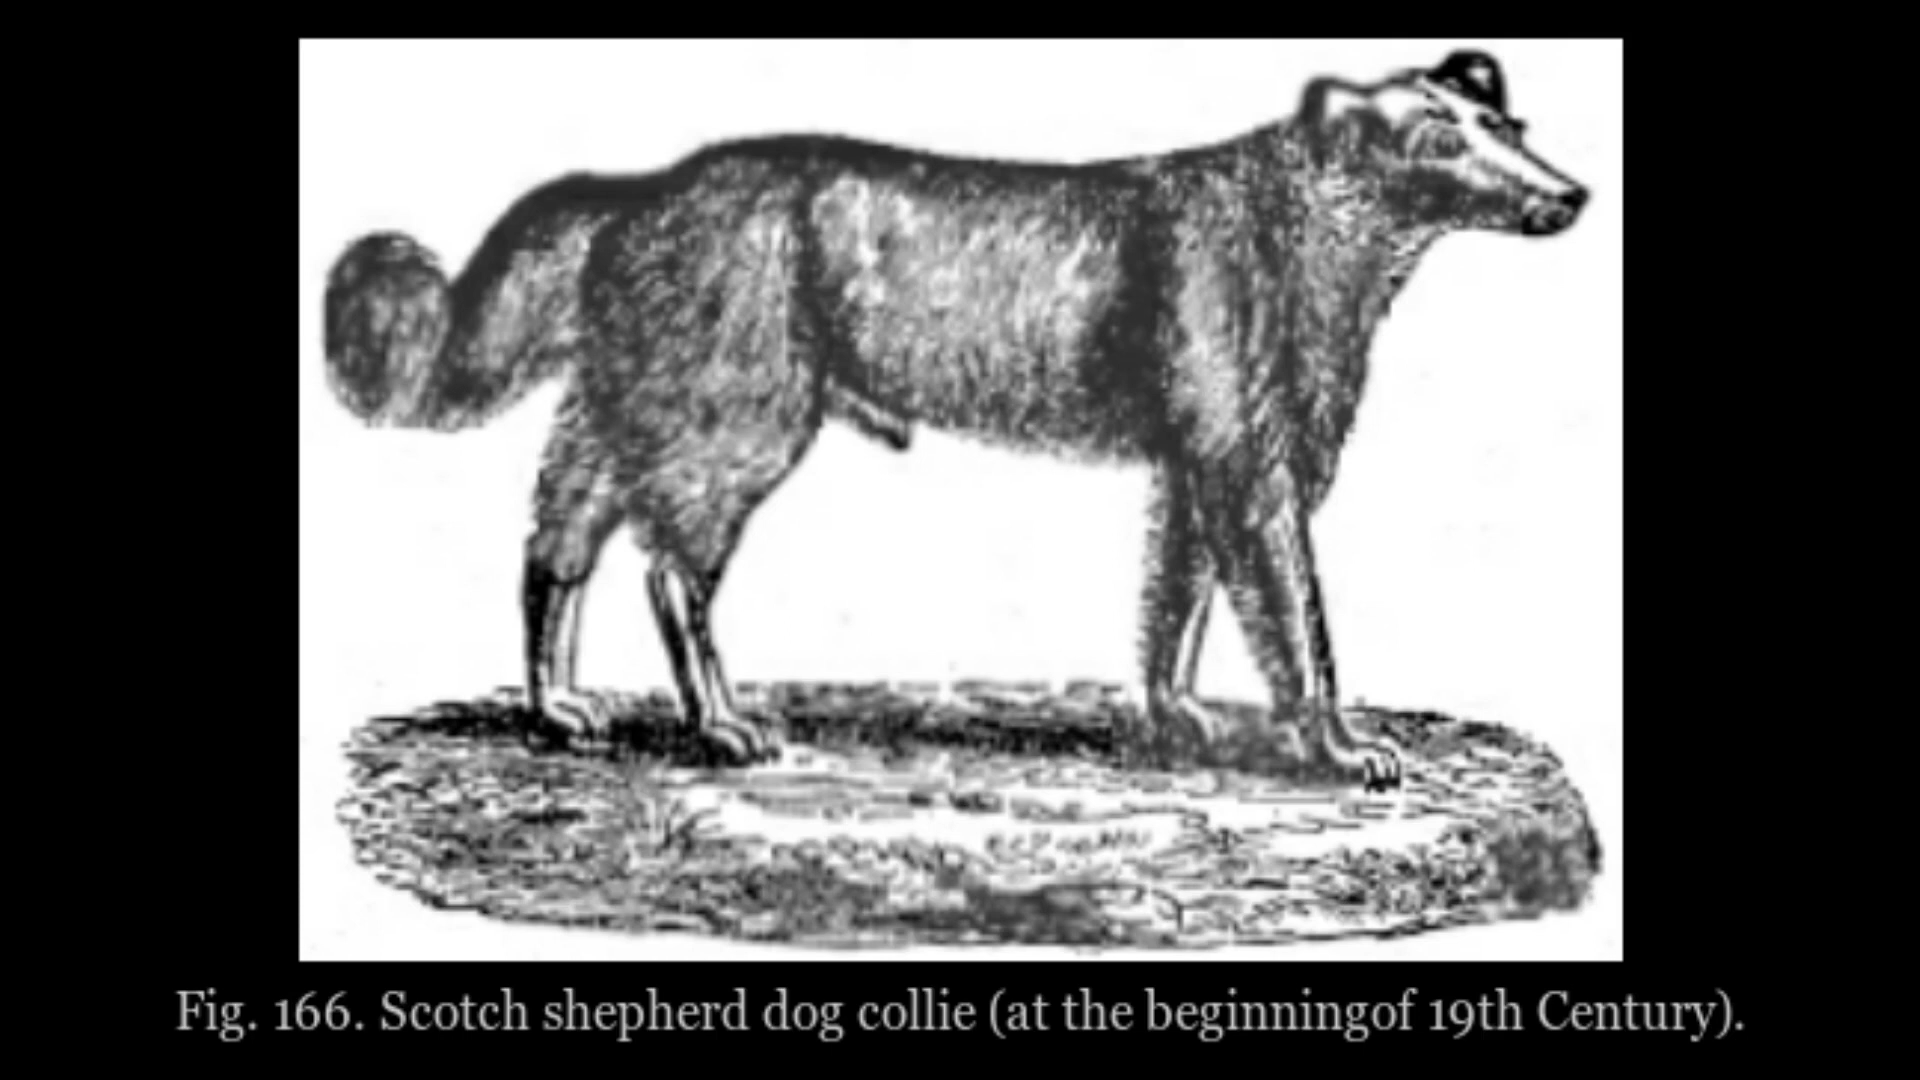 Fig. 166. Scotch shepherd dog collie (at the beginningof 19th Century).